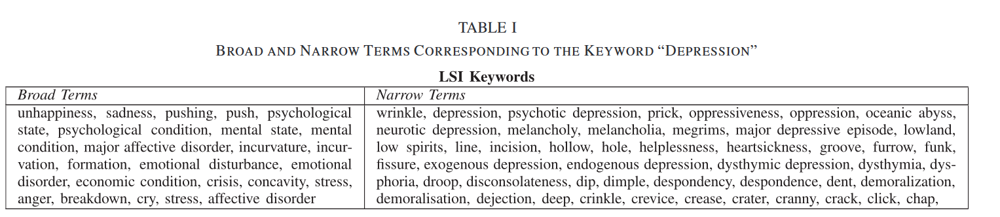 TABLE I
BROAD AND NARROW TERMS CORRESPONDING TO THE KEYWORD “DEPRESSION”
LSI Keywords
Broad Terms
unhappiness, sadness, pushing, push, psychological
state, psychological condition, mental state, mental
condition, major affective disorder, incurvature, incur-
vation, formation, emotional disturbance, emotional
disorder, economic condition, crisis, concavity, stress,
anger, breakdown, cry, stress, affective disorder
Narrow Terms
wrinkle, depression, psychotic depression, prick, oppressiveness, oppression, oceanic abyss,
neurotic depression, melancholy, melancholia, megrims, major depressive episode, lowland,
low spirits, line, incision, hollow, hole, helplessness, heartsickness, groove, furrow, funk,
fissure, exogenous depression, endogenous depression, dysthymic depression, dysthymia, dys-
phoria, droop, disconsolateness, dip, dimple, despondency, despondence, dent, demoralization,
demoralisation, dejection, deep, crinkle, crevice, crease, crater, cranny, crack, click, chap,